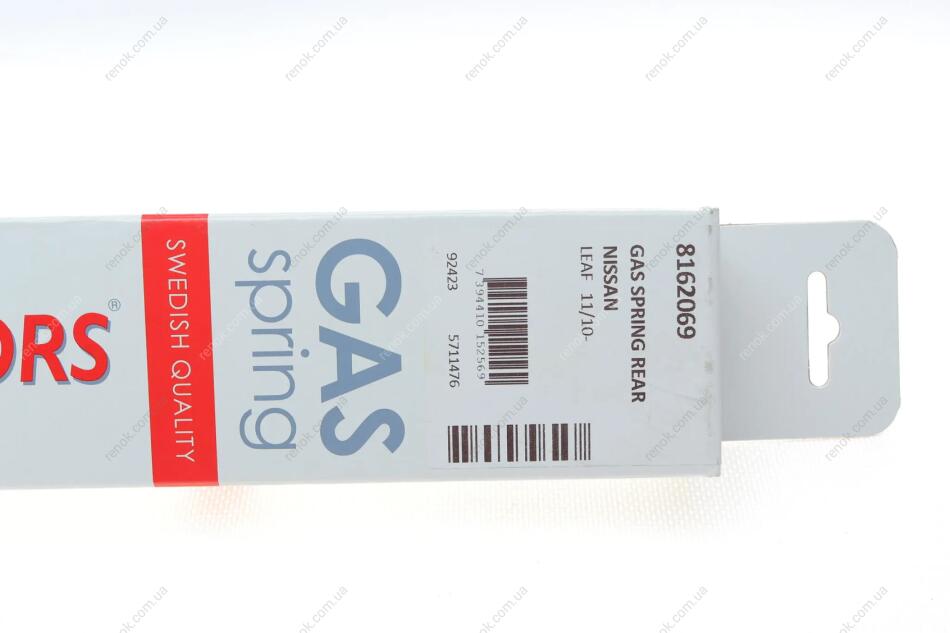 ORS®
SWEDISH QUALITY
GAS
spring
8162069
GAS SPRING REAR
NISSAN
LEAF 11/10-
7 394410 152569
92423 5711476
renok.com.ua